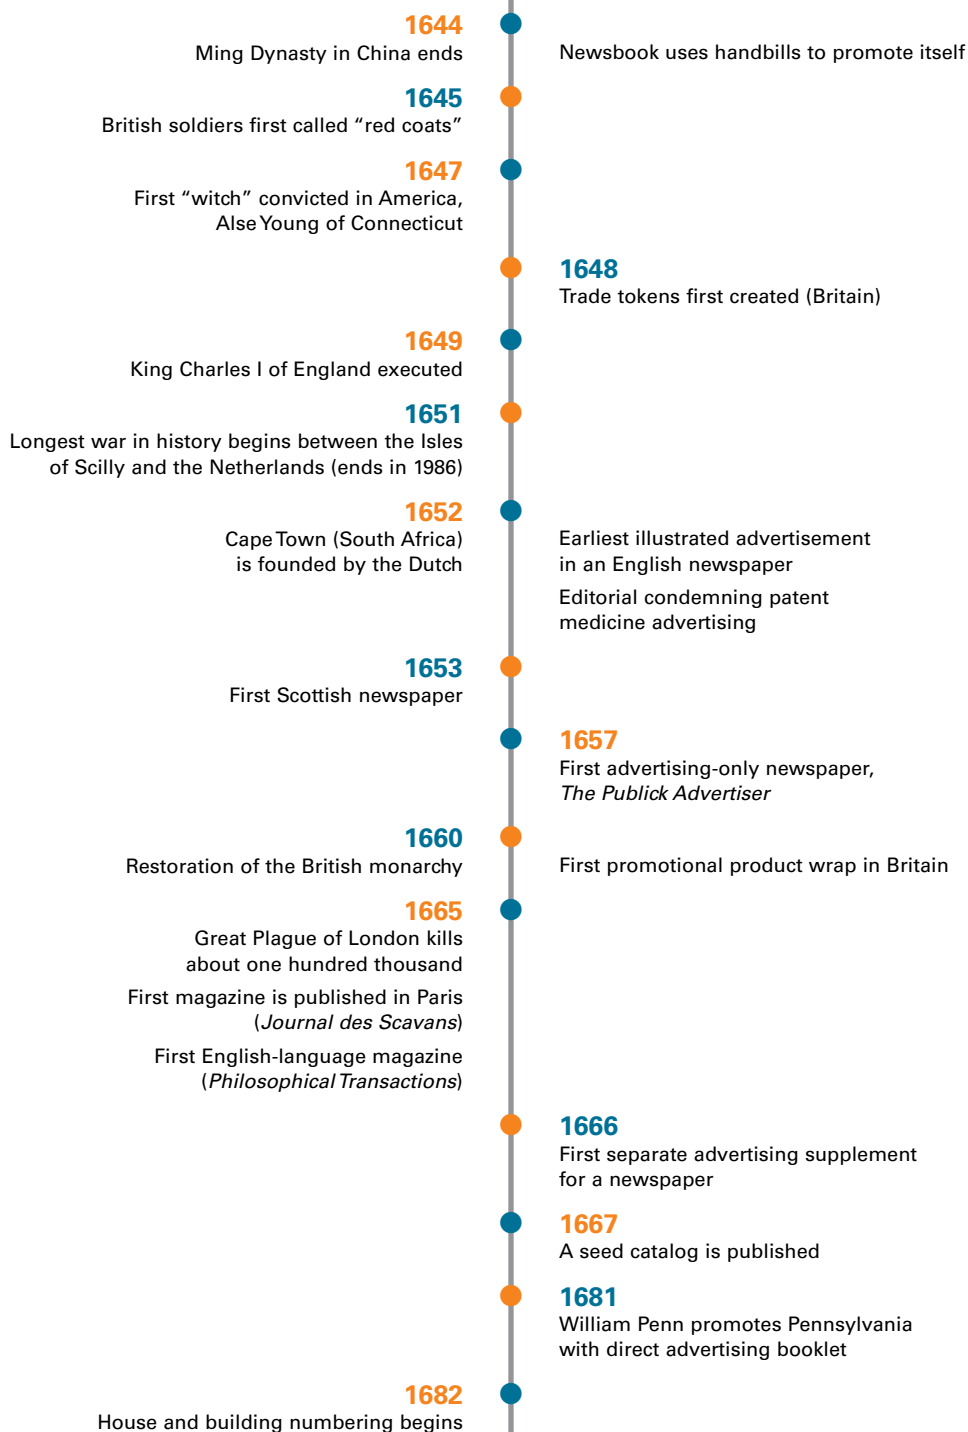 1644
Ming Dynasty in China ends
Newsbook uses handbills to promote itself
1645
British soldiers first called “red coats”
1647
First “witch” convicted in America,
Alse Young of Connecticut
1648
Trade tokens first created (Britain)
1649
King Charles I of England executed
1651
Longest war in history begins between the Isles
of Scilly and the Netherlands (ends in 1986)
1652
Cape Town (South Africa)
is founded by the Dutch
Earliest illustrated advertisement
in an English newspaper
Editorial condemning patent
medicine advertising
1653
First Scottish newspaper
1657
First advertising-only newspaper,
The Publick Advertiser
1660
Restoration of the British monarchy
First promotional product wrap in Britain
1665
Great Plague of London kills
about one hundred thousand
First magazine is published in Paris
(Journal des Scavans)
First English-language magazine
(Philosophical Transactions)
1666
First separate advertising supplement
for a newspaper
1667
A seed catalog is published
1681
William Penn promotes Pennsylvania
with direct advertising booklet
1682
House and building numbering begins